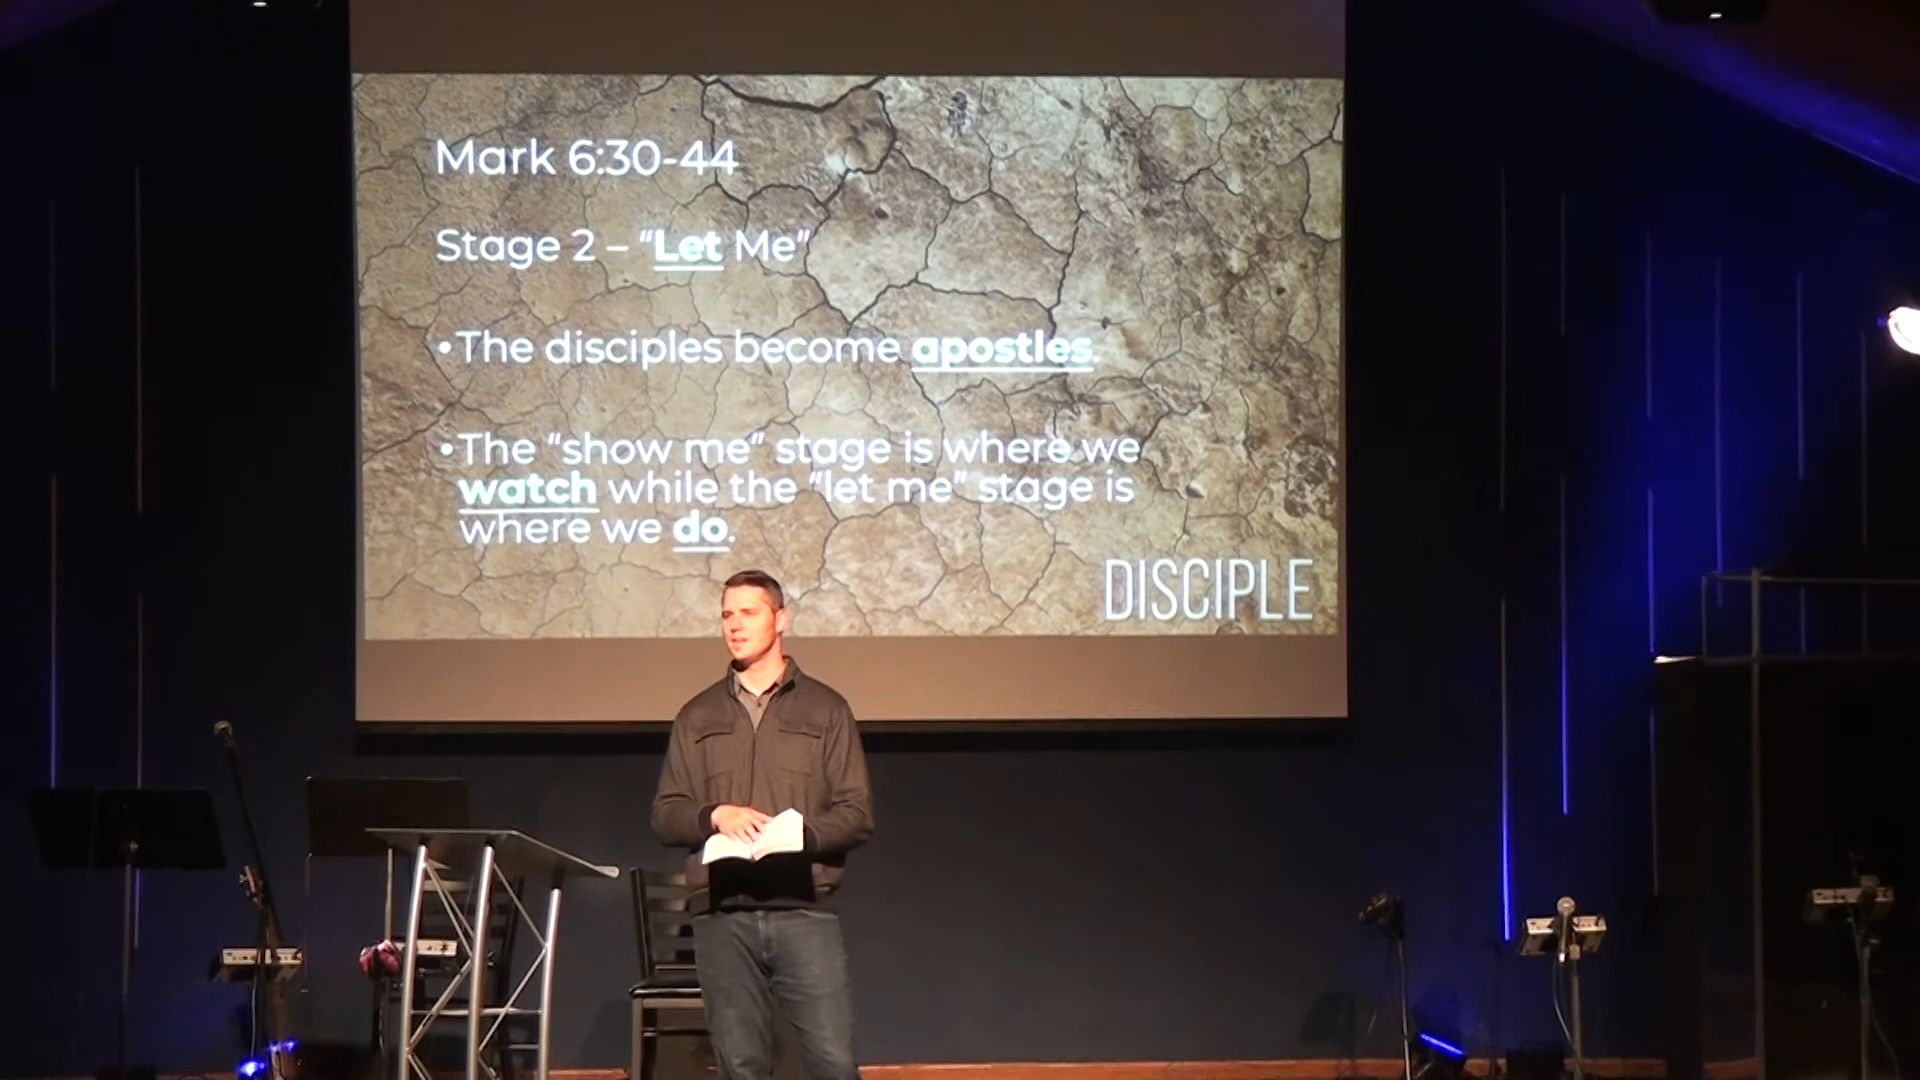 Mark 6:30-44
Stage 2 – "Let Me"
•The disciples become apostles.
•The "show me" stage is where we
watch while the "let me" stage is
where we do.
DISCIPLE